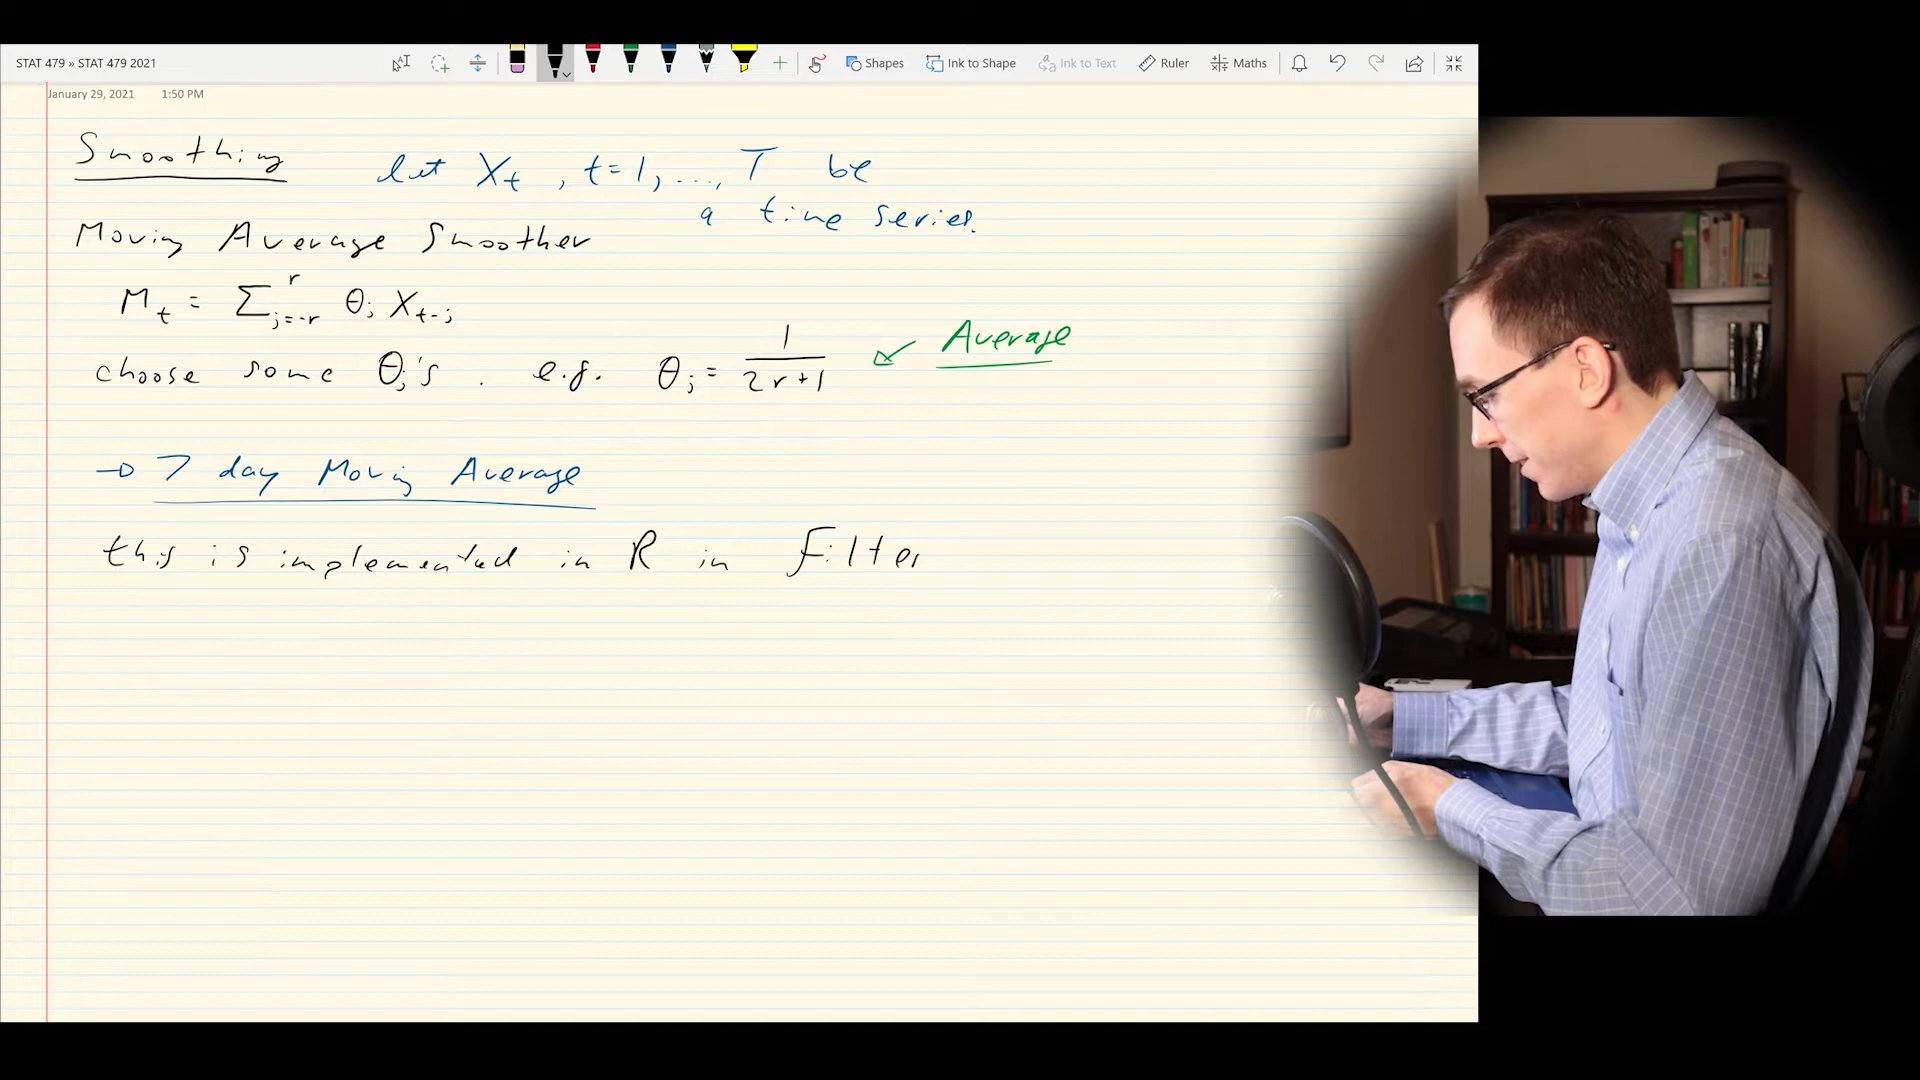 STAT 479 » STAT 479 2021
Shapes Ink to Shape Ink to Text Ruler Maths
January 29, 2021 1:50 PM
Smoothing let Xₜ, t=1, ..., T be
a time series.
Moving Average Smoother
Mₜ = Σⱼ₌₋ᵣʳ θⱼ Xₜ₋ⱼ
choose some θⱼ's . e.g. θⱼ = 1/(2r+1) ↙ Average
→ 7 day Moving Average
this is implemented in R in filter